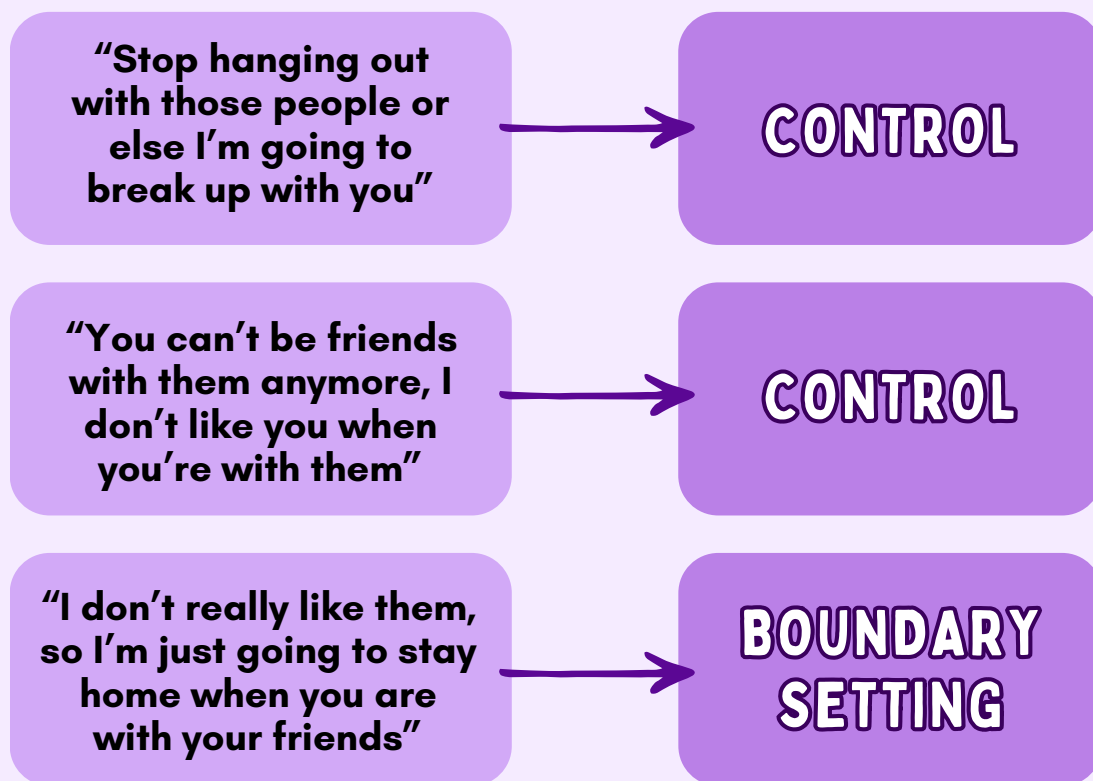 “Stop hanging out
with those people or
else I’m going to
break up with you”
CONTROL
“You can’t be friends
with them anymore, I
don’t like you when
you’re with them”
CONTROL
“I don’t really like them,
so I’m just going to stay
home when you are
with your friends”
BOUNDARY
SETTING